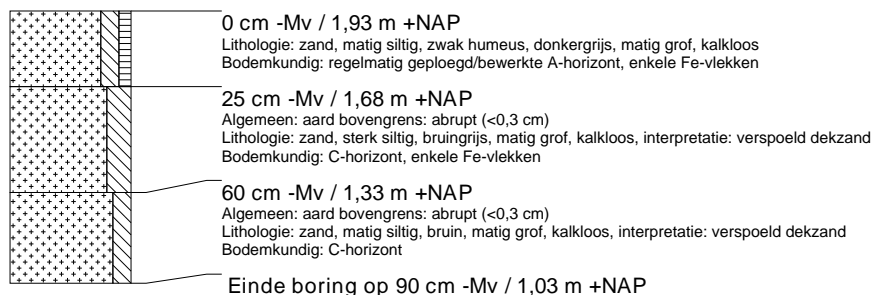 0 cm -Mv / 1,93 m +NAP
Lithologie: zand, matig siltig, zwak humeus, donkergrijs, matig grof, kalkloos
Bodemkundig: regelmatig geploegd/bewerkte A-horizont, enkele Fe-vlekken
25 cm -Mv / 1,68 m +NAP
Algemeen: aard bovengrens: abrupt (<0,3 cm)
Lithologie: zand, sterk siltig, bruingrijs, matig grof, kalkloos, interpretatie: verspoeld dekzand
Bodemkundig: C-horizont, enkele Fe-vlekken
60 cm -Mv / 1,33 m +NAP
Algemeen: aard bovengrens: abrupt (<0,3 cm)
Lithologie: zand, matig siltig, bruin, matig grof, kalkloos, interpretatie: verspoeld dekzand
Bodemkundig: C-horizont
Einde boring op 90 cm -Mv / 1,03 m +NAP